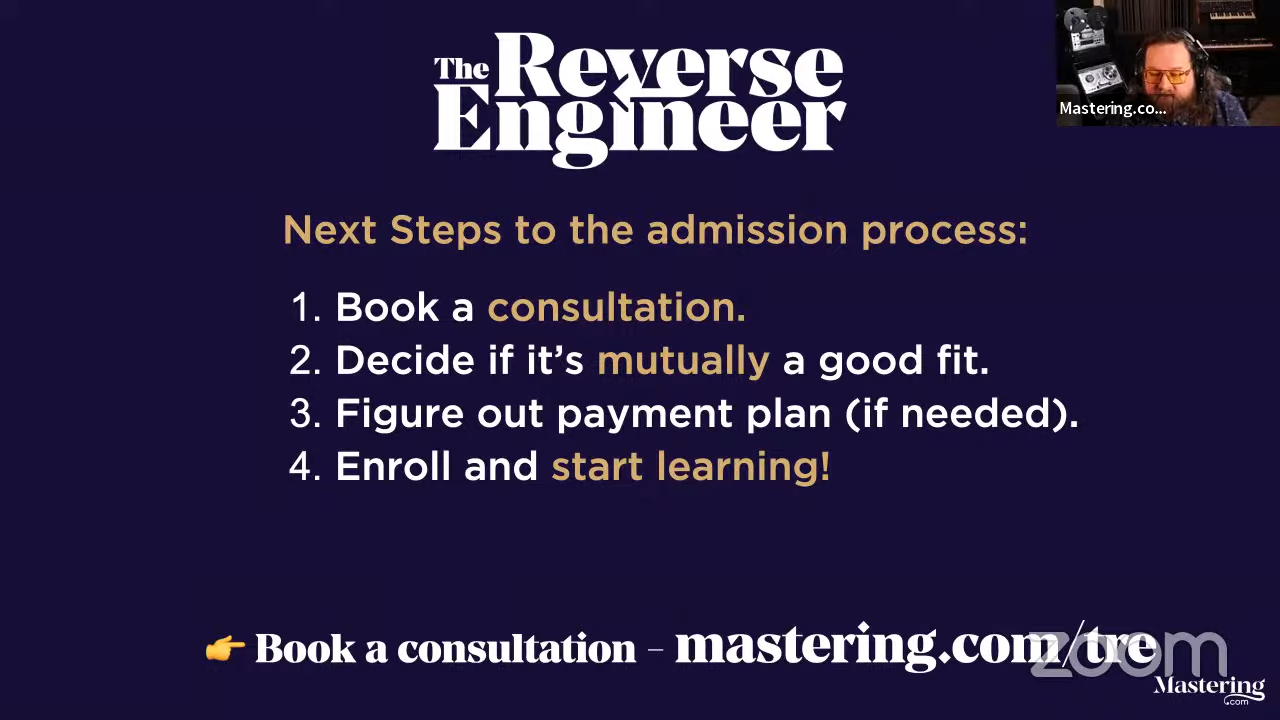 The Reverse
Engineer
Mastering.co...
Next Steps to the admission process:
1. Book a consultation.
2. Decide if it's mutually a good fit.
3. Figure out payment plan (if needed).
4. Enroll and start learning!
👉 Book a consultation – mastering.com/tre
zoom
Mastering
.com